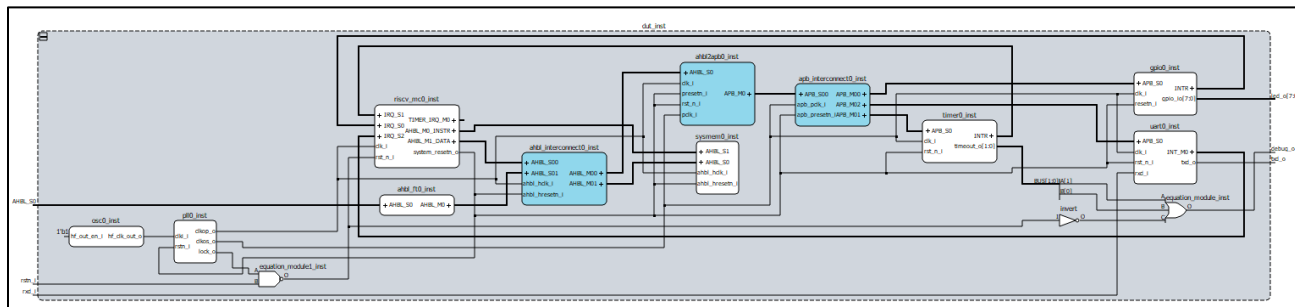 dut_inst
osc0_inst
1'b1
hf_out_en_i hf_clk_out_o
pll0_inst
clki_i
rstn_i
clkop_o
clkos_o
lock_o
equation_module1_inst
A
B
O
riscv_mc0_inst
IRQ_S1
IRQ_S0
IRQ_S2
clk_i
rst_n_i
TIMER_IRQ_M0
AHBL_M0_INSTR
AHBL_M1_DATA
system_resetn_o
ahbl_ft0_inst
AHBL_S0 AHBL_M0
ahbl_interconnect0_inst
AHBL_S00
AHBL_S01
ahbl_hclk_i
ahbl_hresetn_i
AHBL_M00
AHBL_M01
ahbl2apb0_inst
AHBL_S0
clk_i
presetn_i
rst_n_i
pclk_i
APB_M0
sysmem0_inst
AHBL_S1
AHBL_S0
ahbl_hclk_i
ahbl_hresetn_i
apb_interconnect0_inst
APB_S00
apb_pclk_i
apb_presetn_i
APB_M00
APB_M02
APB_M01
timer0_inst
APB_S0
clk_i
rst_n_i
INTR
timeout_o[1:0]
gpio0_inst
APB_S0
clk_i
resetn_i
INTR
gpio_io[7:0]
uart0_inst
APB_S0
clk_i
rst_n_i
rxd_i
INT_M0
txd_o
invert
I
O
equation_module_inst
B
O
AHBL_S0
rstn_i
rxd_i
debug_o